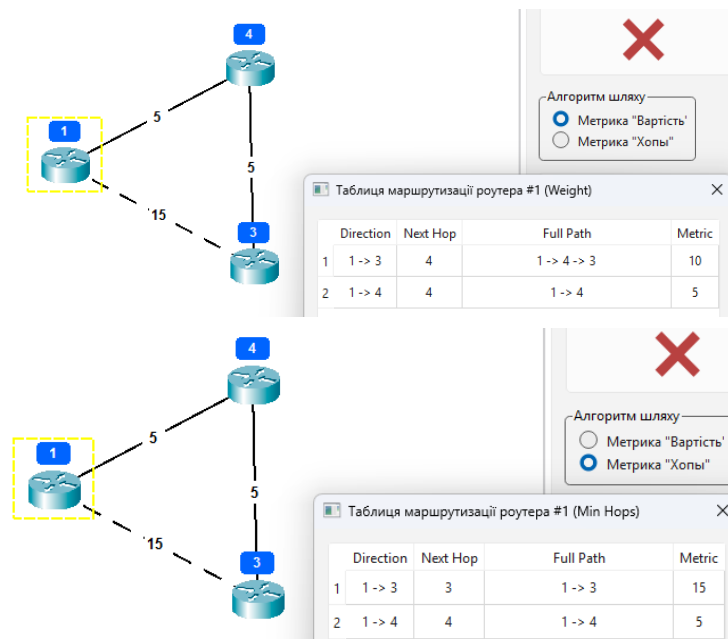 4
1
5
5
15
3
Алгоритм шляху
Метрика "Вартість'
Метрика "Хопы"
Таблиця маршрутизації роутера #1 (Weight)
Direction Next Hop Full Path Metric
1 1 -> 3 4 1 -> 4 -> 3 10
2 1 -> 4 4 1 -> 4 5
4
1
5
5
15
3
Алгоритм шляху
Метрика "Вартість'
Метрика "Хопы"
Таблиця маршрутизації роутера #1 (Min Hops)
Direction Next Hop Full Path Metric
1 1 -> 3 3 1 -> 3 15
2 1 -> 4 4 1 -> 4 5